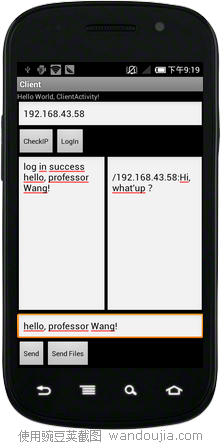 下午9:19
Client
Hello World, ClientActivity!
192.168.43.58
CheckIP
LogIn
log in success
hello, professor
Wang!
/192.168.43.58:Hi,
what'up？
hello, professor Wang!
Send
Send Files
使用豌豆荚截图 wandoujia.com